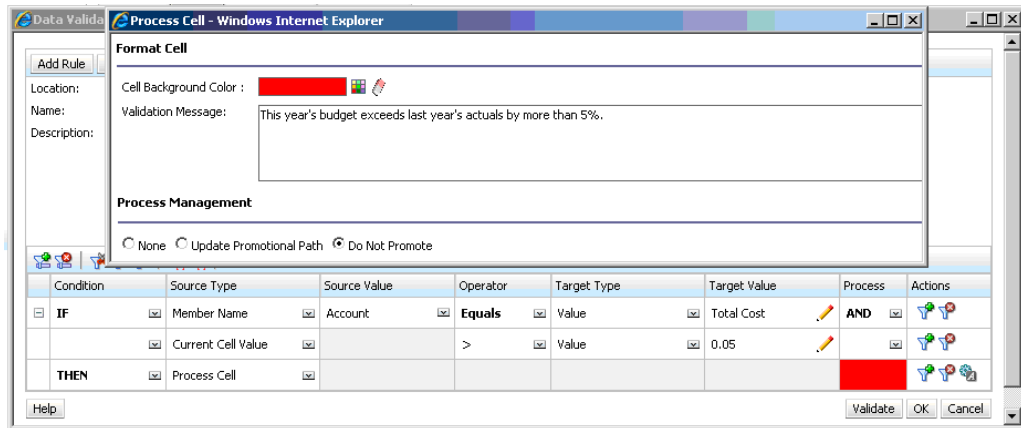 Data Valida
Process Cell - Windows Internet Explorer
Format Cell
Add Rule
Location:
Cell Background Color :
Name:
Validation Message:
This year's budget exceeds last year's actuals by more than 5%.
Description:
Process Management
None Update Promotional Path Do Not Promote
Condition Source Type Source Value Operator Target Type Target Value Process Actions
IF Member Name Account Equals Value Total Cost AND
Current Cell Value > Value 0.05
THEN Process Cell
Help Validate OK Cancel